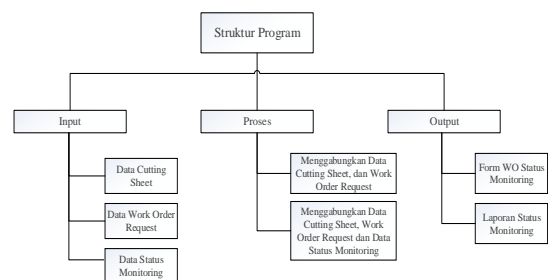 Struktur Program
Input
Proses
Output
Data Cutting
Sheet
Data Work Order
Request
Data Status
Monitoring
Menggabungkan Data
Cutting Sheet, dan Work
Order Request
Menggabungkan Data
Cutting Sheet, Work
Order Request dan Data
Status Monitoring
Form WO Status
Monitoring
Laporan Status
Monitoring